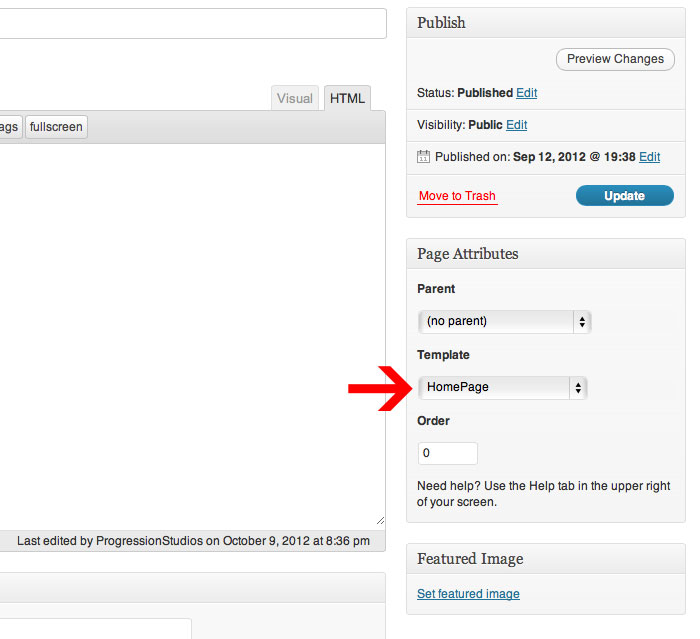 Publish
Preview Changes
Status: Published Edit
Visibility: Public Edit
11
Published on: Sep 12, 2012 @ 19:38 Edit
Move to Trash
Update
Visual
HTML
ags
fullscreen
Page Attributes
Parent
(no parent)
Template
HomePage
Order
0
Need help? Use the Help tab in the upper right
of your screen.
Last edited by ProgressionStudios on October 9, 2012 at 8:36 pm
Featured Image
Set featured image